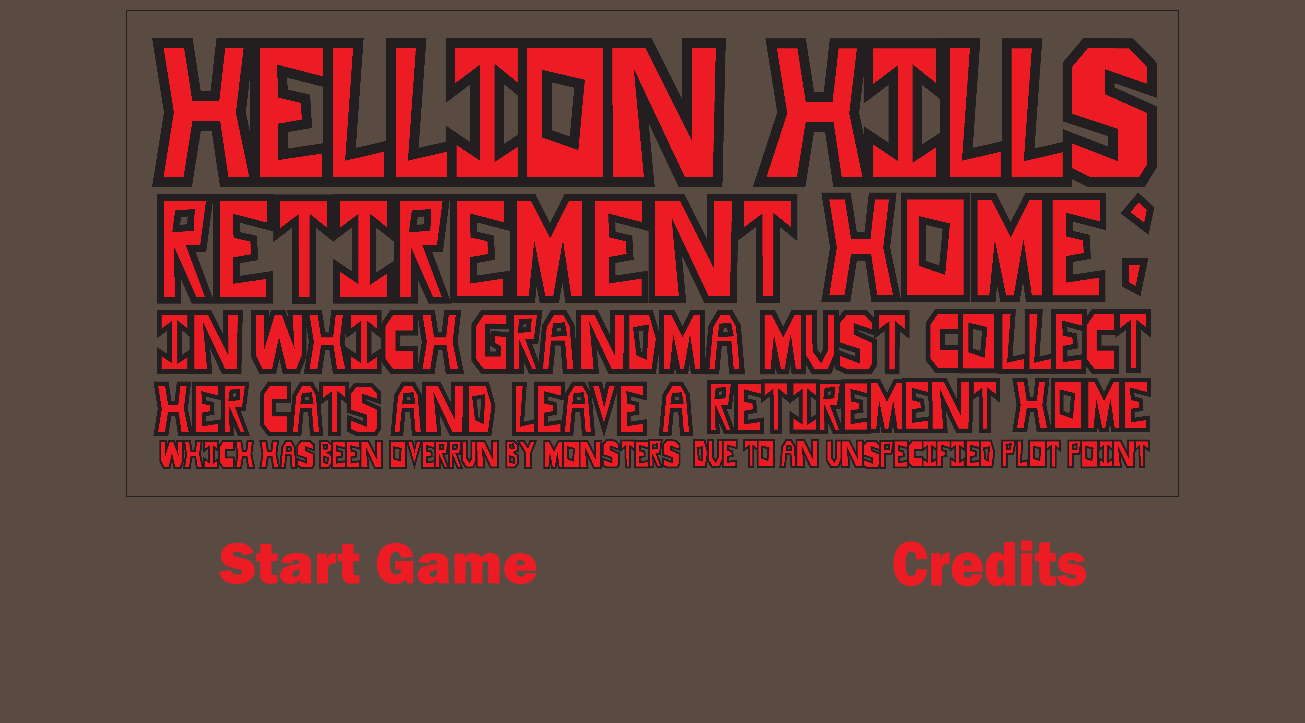 HELLION HILLS
RETIREMENT HOME:
IN WHICH GRANDMA MUST COLLECT
HER CATS AND LEAVE A RETIREMENT HOME
WHICH HAS BEEN OVERRUN BY MONSTERS DUE TO AN UNSPECIFIED PLOT POINT
Start Game Credits